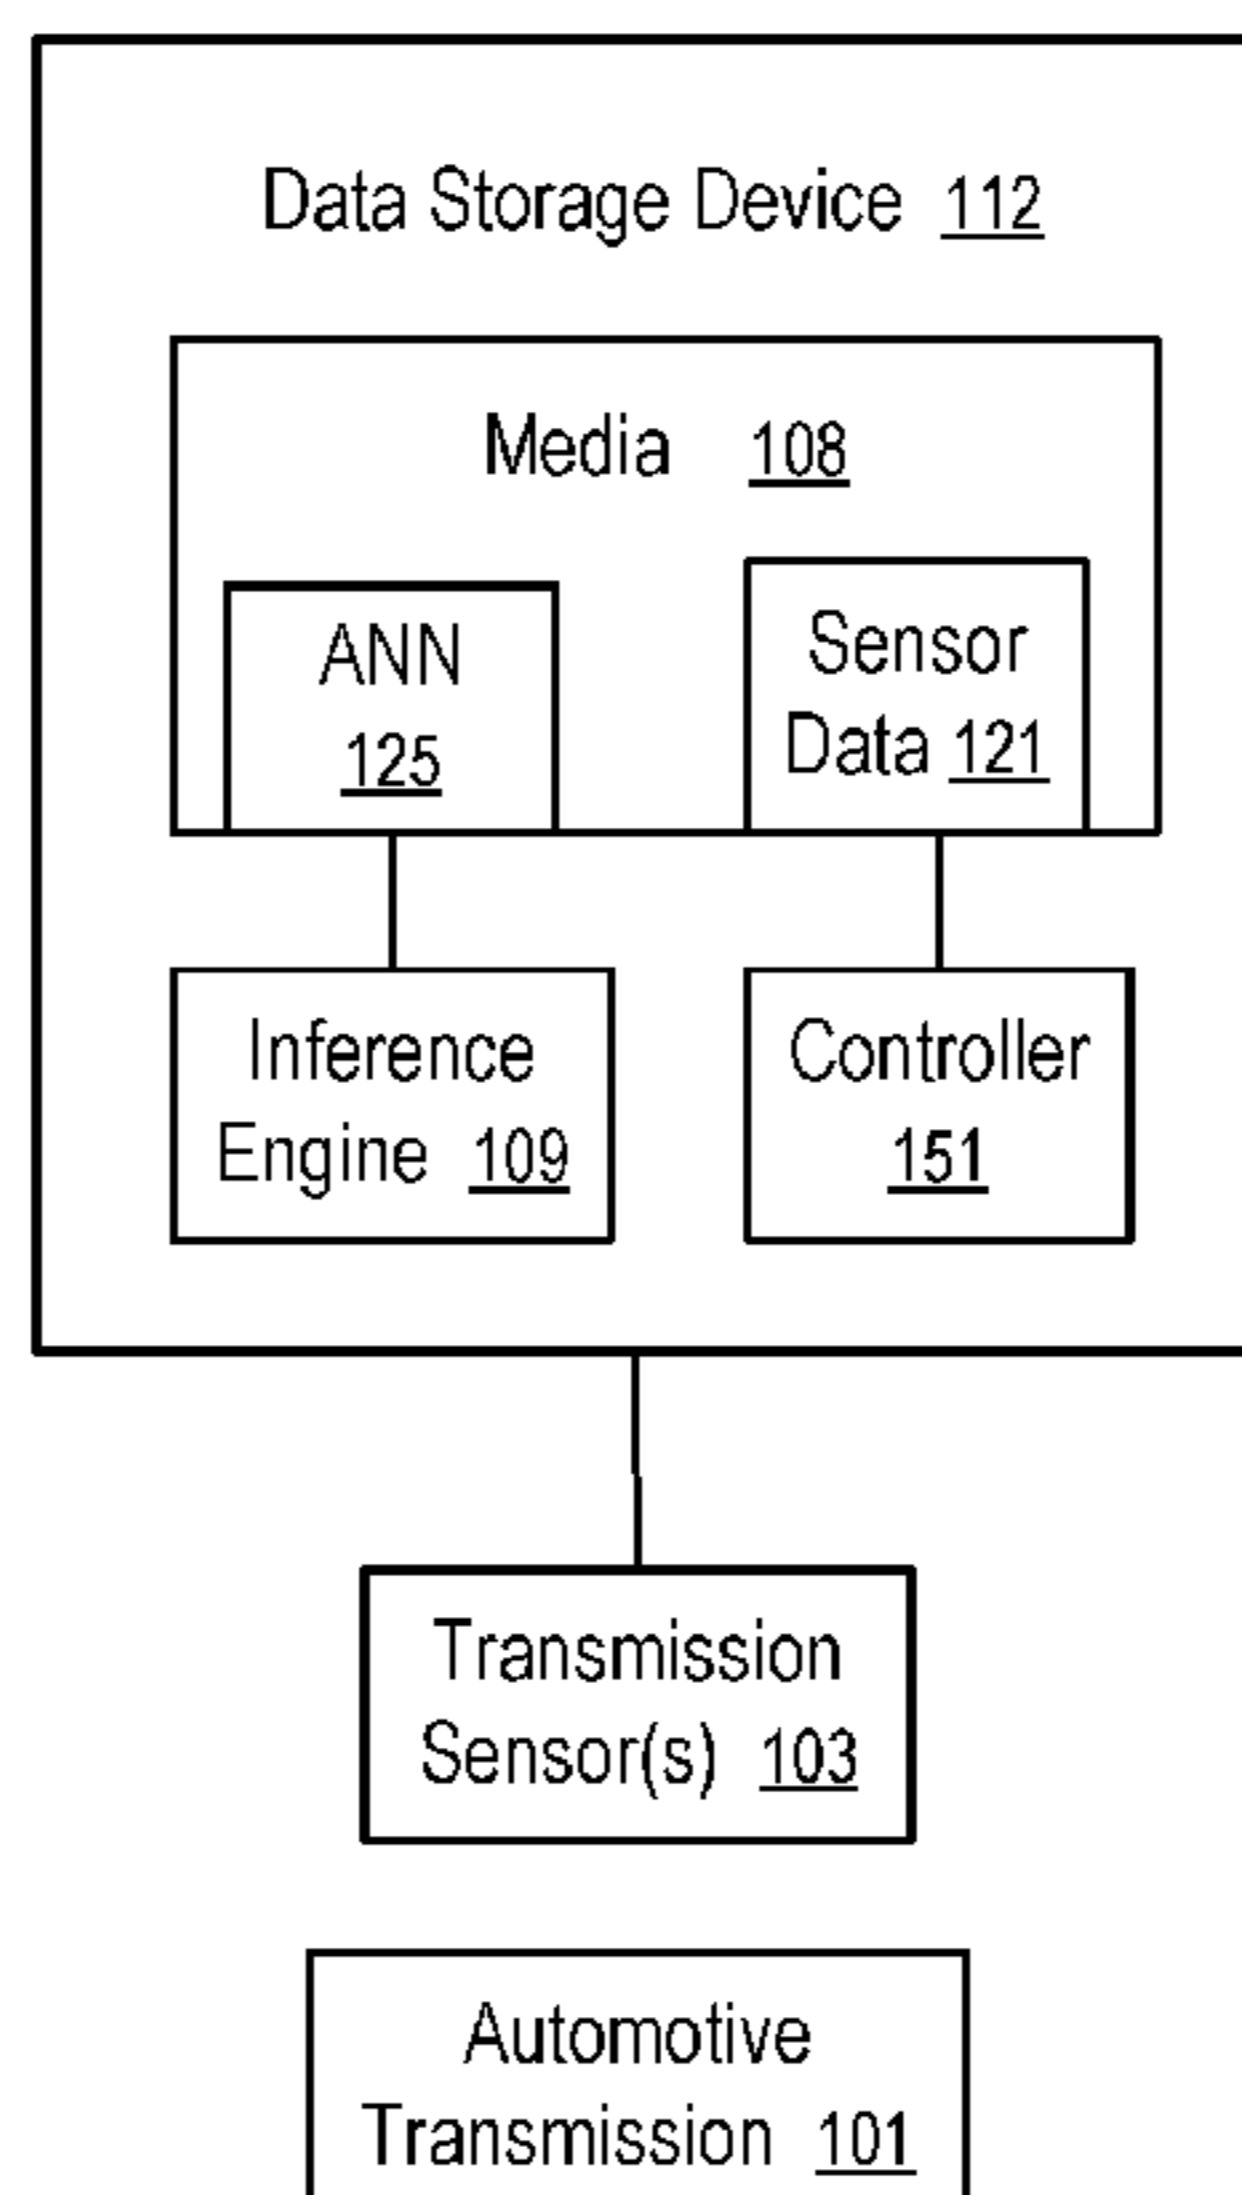 Data Storage Device 112
Media 108
ANN
125
Sensor
Data 121
Inference
Engine 109
Controller
151
Transmission
Sensor(s) 103
Automotive
Transmission 101